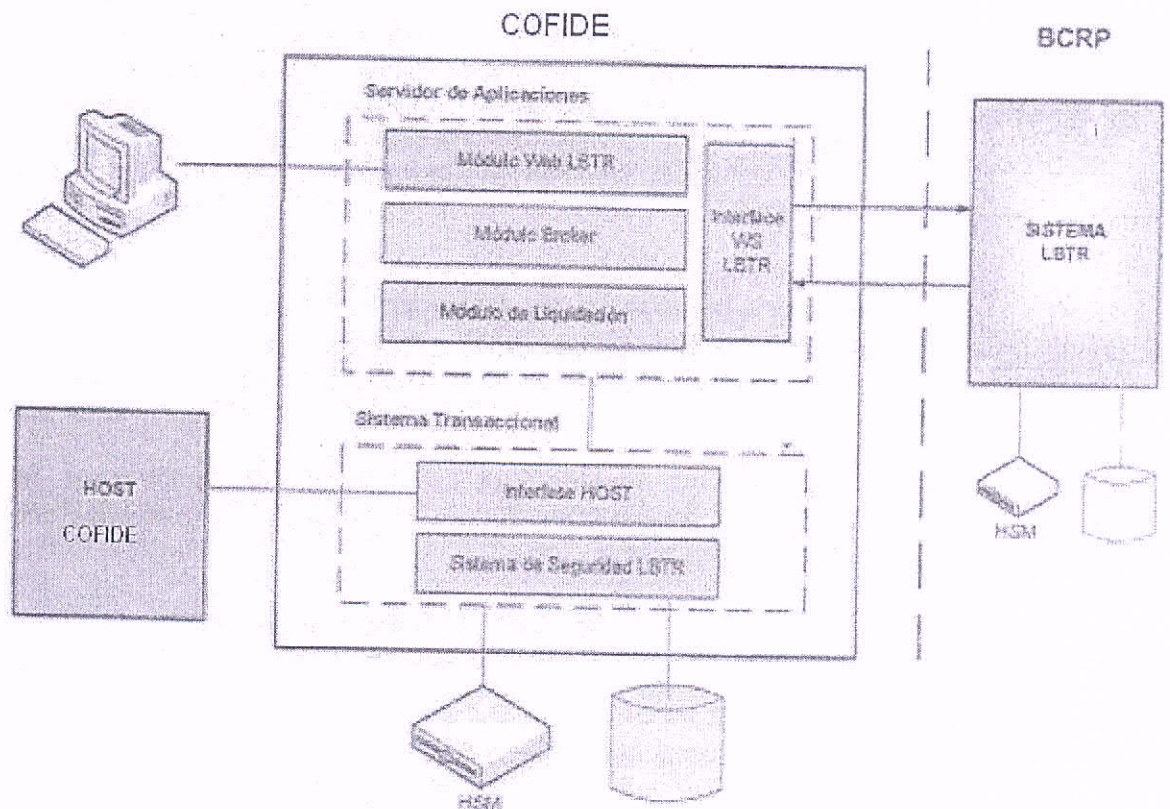 COFIDE
BCRP
Servidor de Aplicaciones
Módulo Web LBTR
Módulo Broker
Módulo de Liquidación
Interfase
WS
LBTR
SISTEMA
LBTR
Sistema Transaccional
Interfase HOST
Sistema de Seguridad LBTR
HOST
COFIDE
HSM
HSM